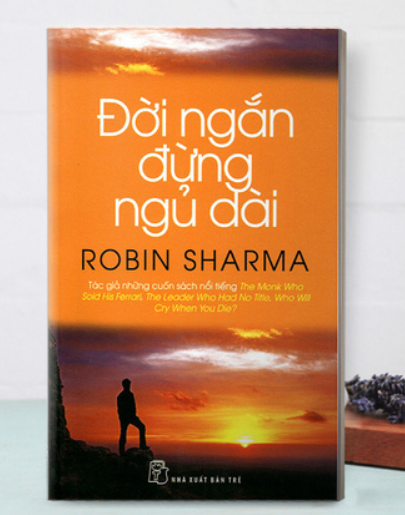 Đời ngắn
đừng
ngủ dài
ROBIN SHARMA
Tác giả những cuốn sách nổi tiếng The Monk Who
Sold His Ferrari, The Leader Who Had No Title, Who Will
Cry When You Die?
NHÀ XUẤT BẢN TRẺ